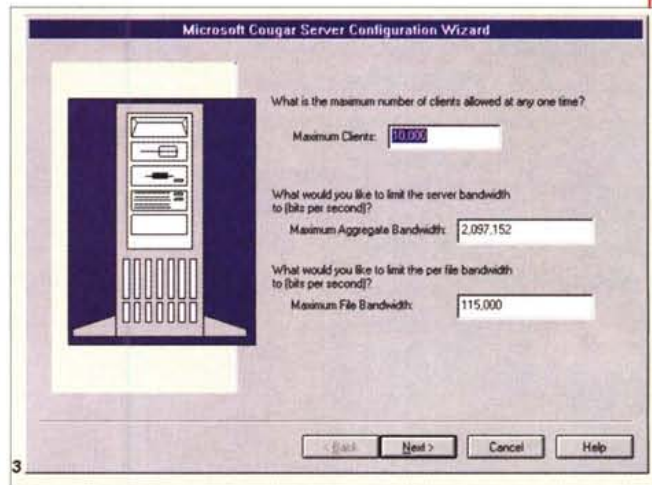 Microsoft Cougar Server Configuration Wizard
What is the maximum number of clients allowed at any one time?
Maximum Clients: 10,000
What would you like to limit the server bandwidth
to (bits per second)?
Maximum Aggregate Bandwidth: 2,097,152
What would you like to limit the per file bandwidth
to (bits per second)?
Maximum File Bandwidth: 115,000
< Back Next > Cancel Help
3